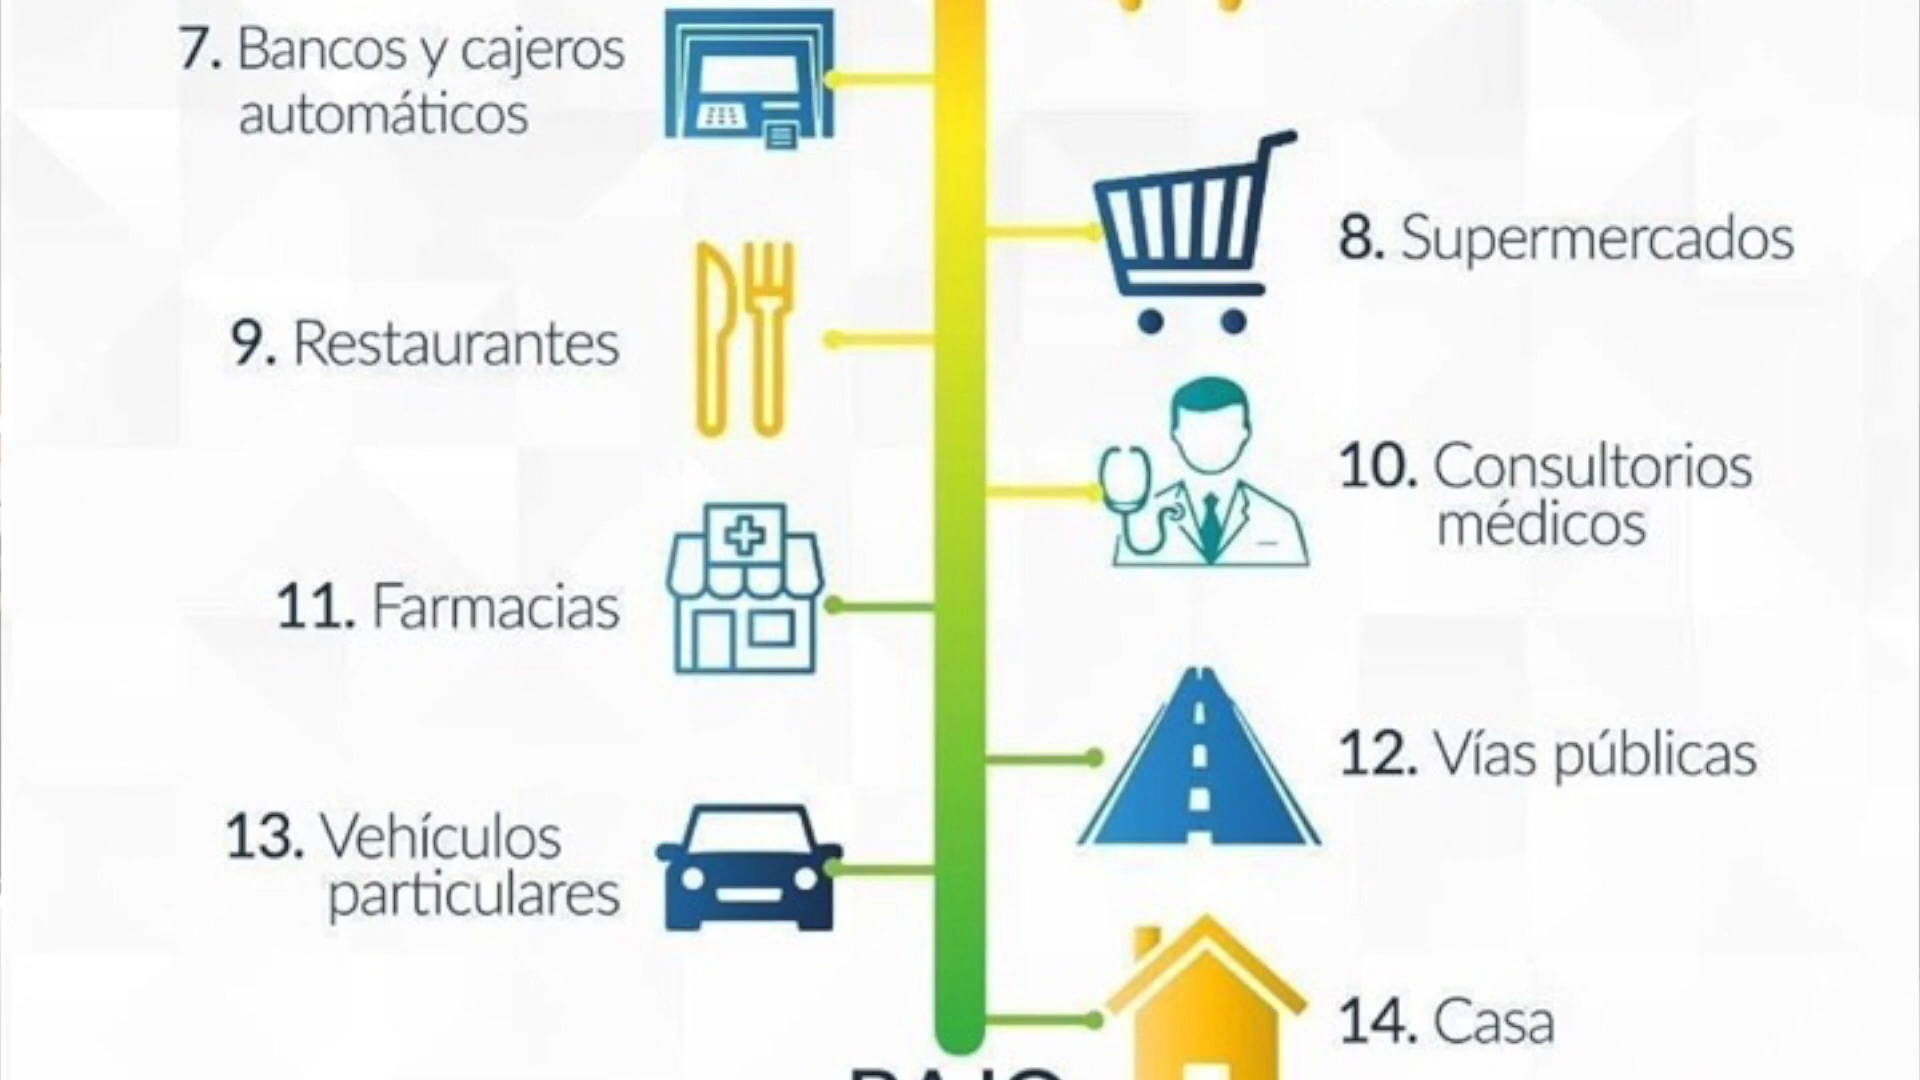 7. Bancos y cajeros
automáticos
8. Supermercados
9. Restaurantes
10. Consultorios
médicos
11. Farmacias
12. Vías públicas
13. Vehículos
particulares
14. Casa
BAJO